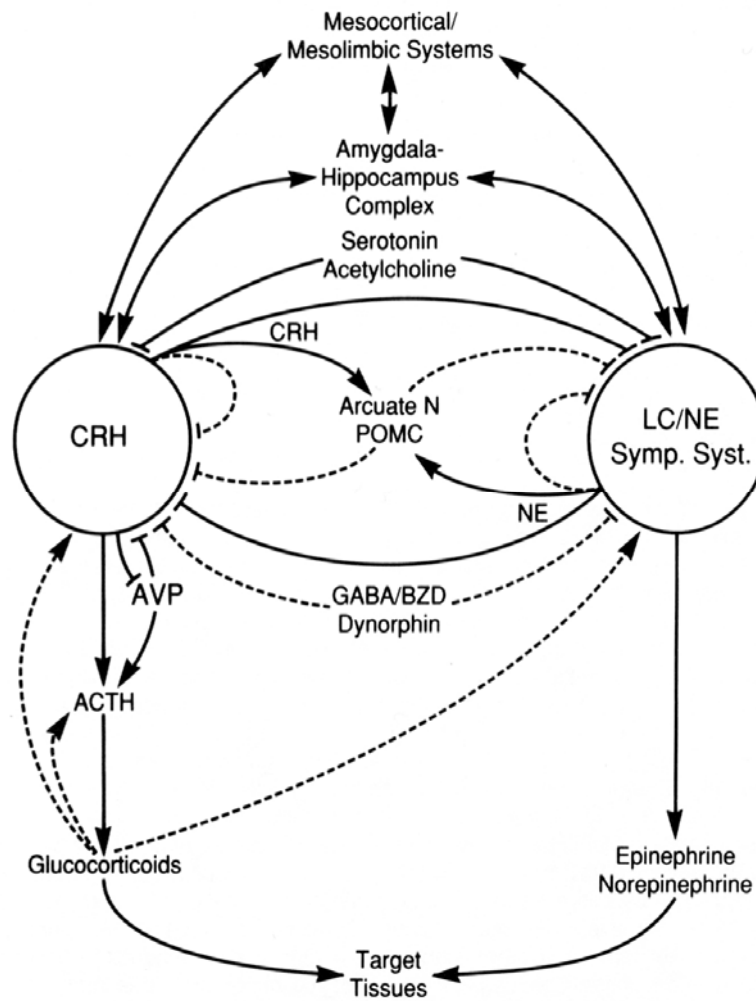 Mesocortical/
Mesolimbic Systems
Amygdala-
Hippocampus
Complex
Serotonin
Acetylcholine
CRH
CRH
Arcuate N
POMC
LC/NE
Symp. Syst.
NE
AVP
GABA/BZD
Dynorphin
ACTH
Glucocorticoids
Epinephrine
Norepinephrine
Target
Tissues